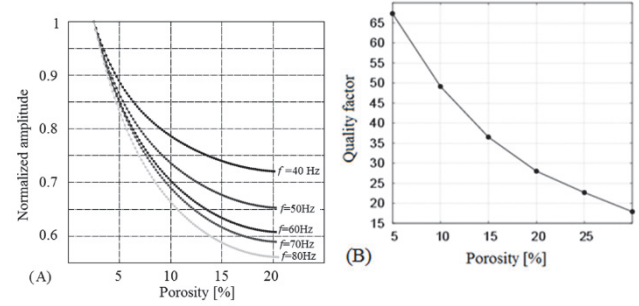 1
0.9
0.8
0.7
0.6
Normalized amplitude
f=40 Hz
f=50Hz
f=60Hz
f=70Hz
f=80Hz
5 10 15 20
Porosity [%]
(A)
65
60
55
50
45
40
35
30
25
20
15
Quality factor
5 10 15 20 25
Porosity [%]
(B)